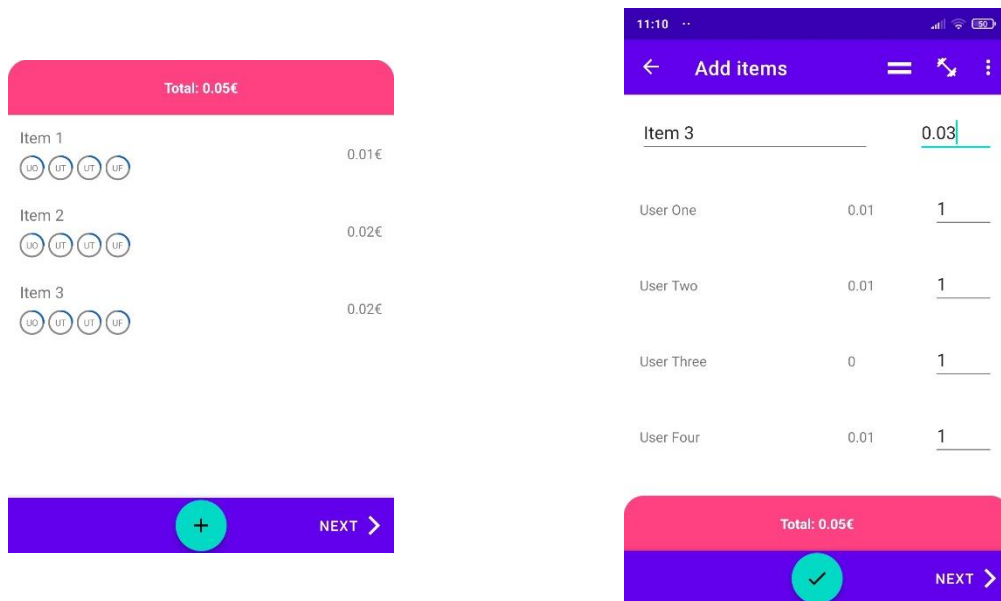 Total: 0.05€
Item 1
UO UT UT UF
0.01€
Item 2
UO UT UT UF
0.02€
Item 3
UO UT UT UF
0.02€
NEXT
11:10
50
Add items
Item 3 0.03
User One 0.01 1
User Two 0.01 1
User Three 0 1
User Four 0.01 1
Total: 0.05€
NEXT